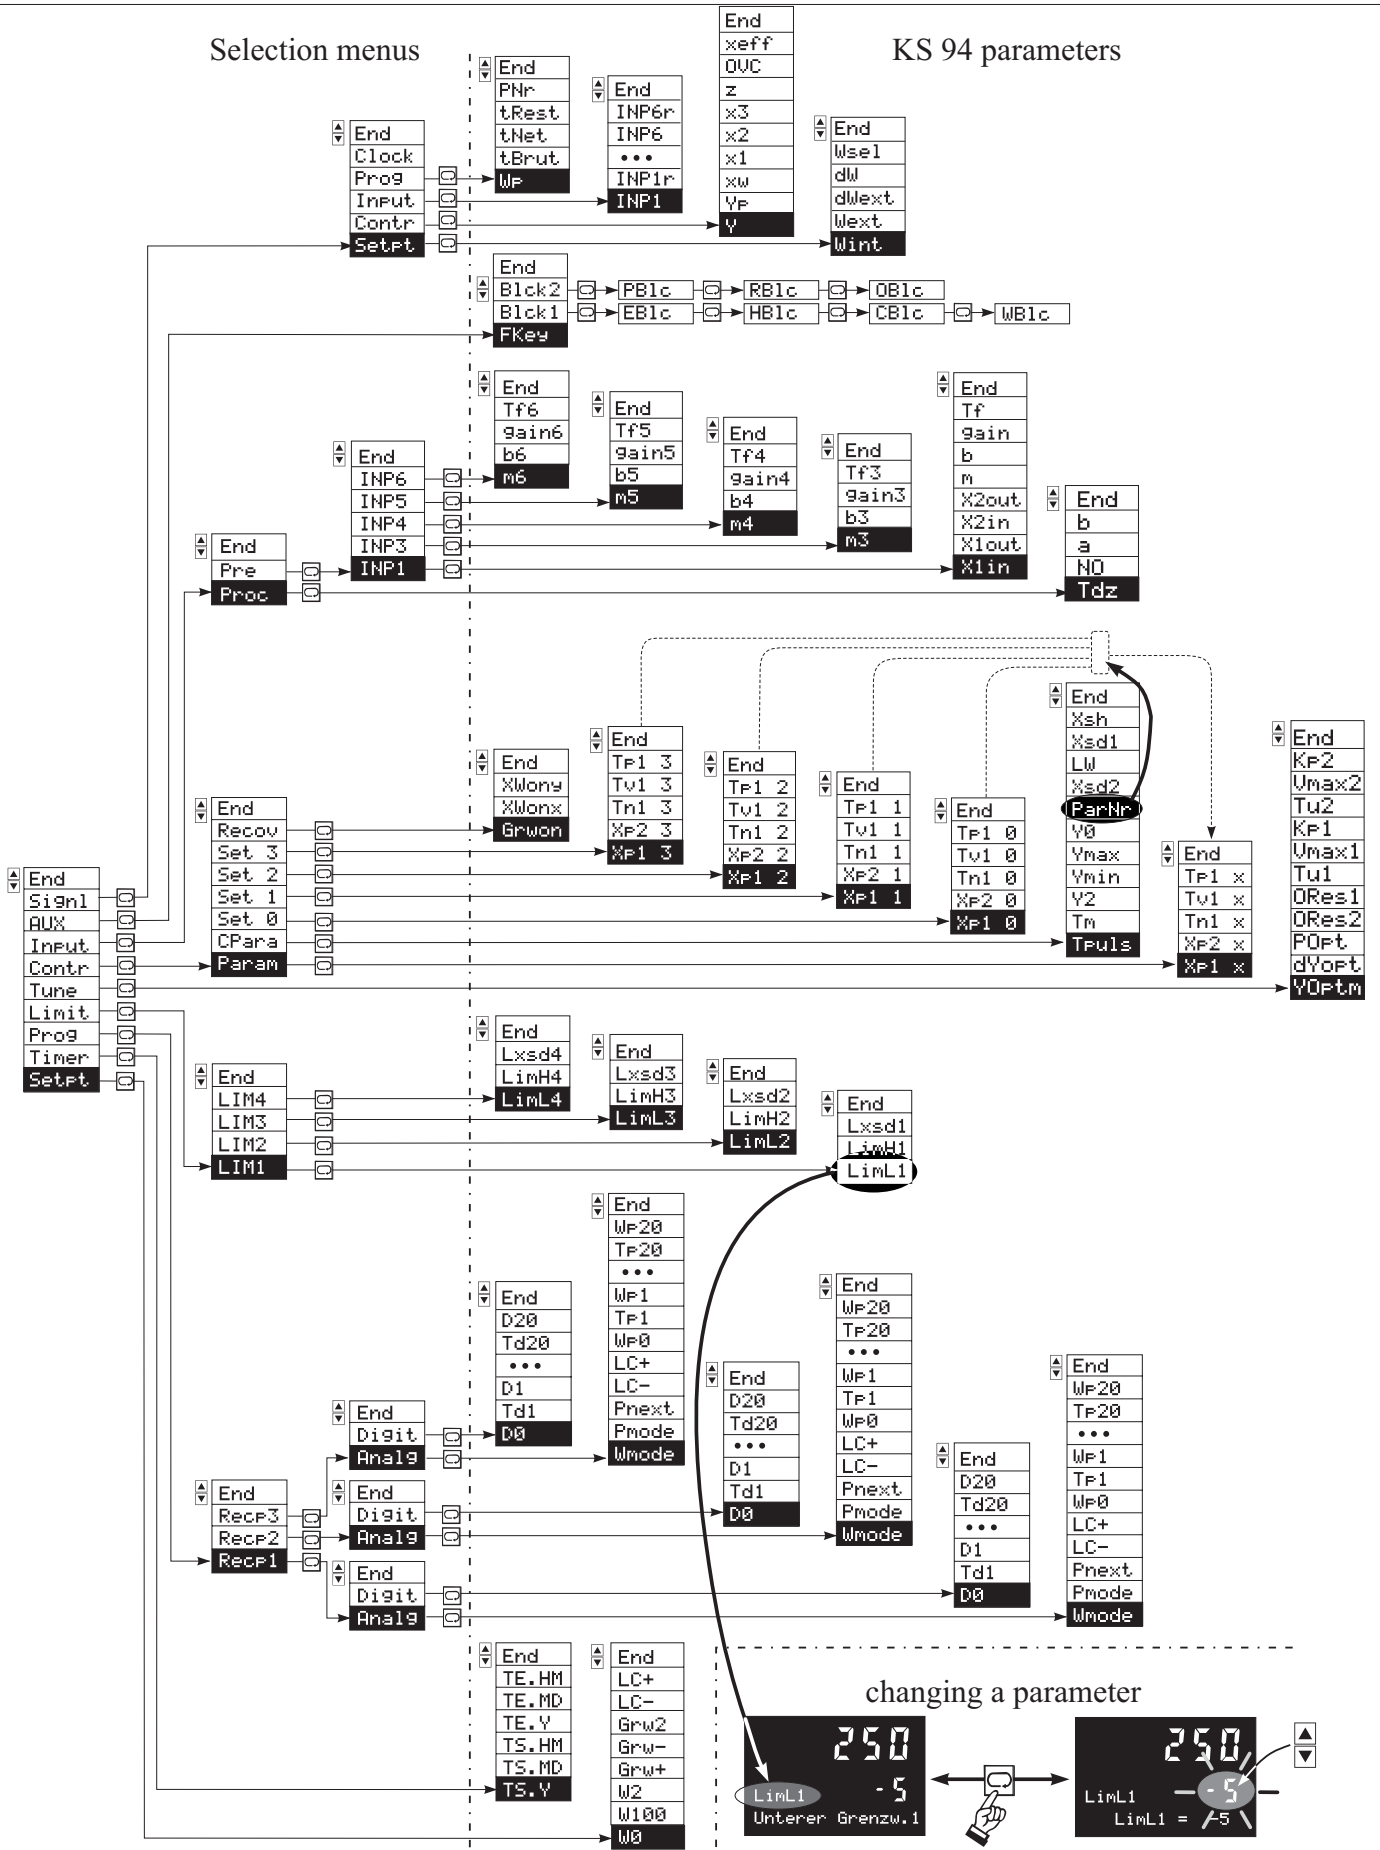 Selection menus
KS 94 parameters
End
Clock
Prog
Input
Contr
Setpt
End
PNr
tRest
tNet
tBrut
Wp
End
INP6r
INP6
•••
INP1r
INP1
End
xeff
OVC
z
x3
x2
x1
xw
Yp
Y
End
Wsel
dW
dWext
Wext
Wint
End
Blck2
Blck1
FKey
PBlc
RBlc
OBlc
EBlc
HBlc
CBlc
WBlc
End
INP6
INP5
INP4
INP3
INP1
End
Tf6
gain6
b6
m6
End
Tf5
gain5
b5
m5
End
Tf4
gain4
b4
m4
End
Tf3
gain3
b3
m3
End
Tf
gain
b
m
X2out
X2in
X1out
X1in
End
b
a
NO
Tdz
End
Pre
Proc
End
Recov
Set 3
Set 2
Set 1
Set 0
CPara
Param
End
XWony
XWonx
Grwon
End
Tp1 3
Tv1 3
Tn1 3
Xp2 3
Xp1 3
End
Tp1 2
Tv1 2
Tn1 2
Xp2 2
Xp1 2
End
Tp1 1
Tv1 1
Tn1 1
Xp2 1
Xp1 1
End
Tp1 0
Tv1 0
Tn1 0
Xp2 0
Xp1 0
End
Xsh
Xsd1
LW
Xsd2
ParNr
Y0
Ymax
Ymin
Y2
Tm
Tpuls
End
Tp1 x
Tv1 x
Tn1 x
Xp2 x
Xp1 x
End
Kp2
Vmax2
Tu2
Kp1
Vmax1
Tu1
ORes1
ORes2
POpt
dYopt
YOptm
End
Signl
AUX
Input
Contr
Tune
Limit
Prog
Timer
Setpt
End
LIM4
LIM3
LIM2
LIM1
End
Lxsd4
LimH4
LimL4
End
Lxsd3
LimH3
LimL3
End
Lxsd2
LimH2
LimL2
End
Lxsd1
LimH1
LimL1
End
Recp3
Recp2
Recp1
End
Digit
Analg
End
Digit
Analg
End
Digit
Analg
End
D20
Td20
•••
D1
Td1
D0
End
Wp20
Tp20
•••
Wp1
Tp1
Wp0
LC+
LC-
Pnext
Pmode
Wmode
End
D20
Td20
•••
D1
Td1
D0
End
Wp20
Tp20
•••
Wp1
Tp1
Wp0
LC+
LC-
Pnext
Pmode
Wmode
End
D20
Td20
•••
D1
Td1
D0
End
Wp20
Tp20
•••
Wp1
Tp1
Wp0
LC+
LC-
Pnext
Pmode
Wmode
End
TE.HM
TE.MD
TE.Y
TS.HM
TS.MD
TS.Y
End
LC+
LC-
Grw2
Grw-
Grw+
W2
W100
W0
changing a parameter
250
-5
LimL1
Unterer Grenzw.1
250
-5
LimL1
LimL1 = -5